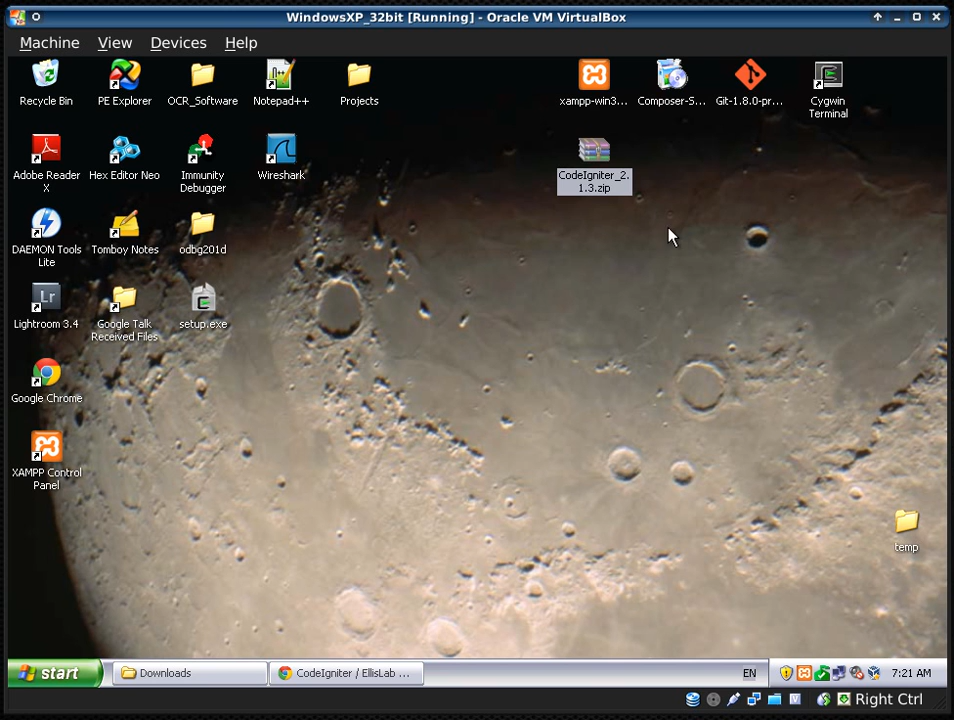 WindowsXP_32bit [Running] - Oracle VM VirtualBox
Machine View Devices Help
Recycle Bin
PE Explorer
OCR_Software
Notepad++
Projects
xampp-win3...
Composer-S...
Git-1.8.0-pr...
Cygwin
Terminal
Adobe Reader
X
Hex Editor Neo
Immunity
Debugger
Wireshark
CodeIgniter_2.
1.3.zip
DAEMON Tools
Lite
Tomboy Notes
odbg201d
Lr
Lightroom 3.4
Google Talk
Received Files
setup.exe
Google Chrome
XAMPP Control
Panel
temp
start
Downloads
CodeIgniter / EllisLab ...
EN
7:21 AM
Right Ctrl